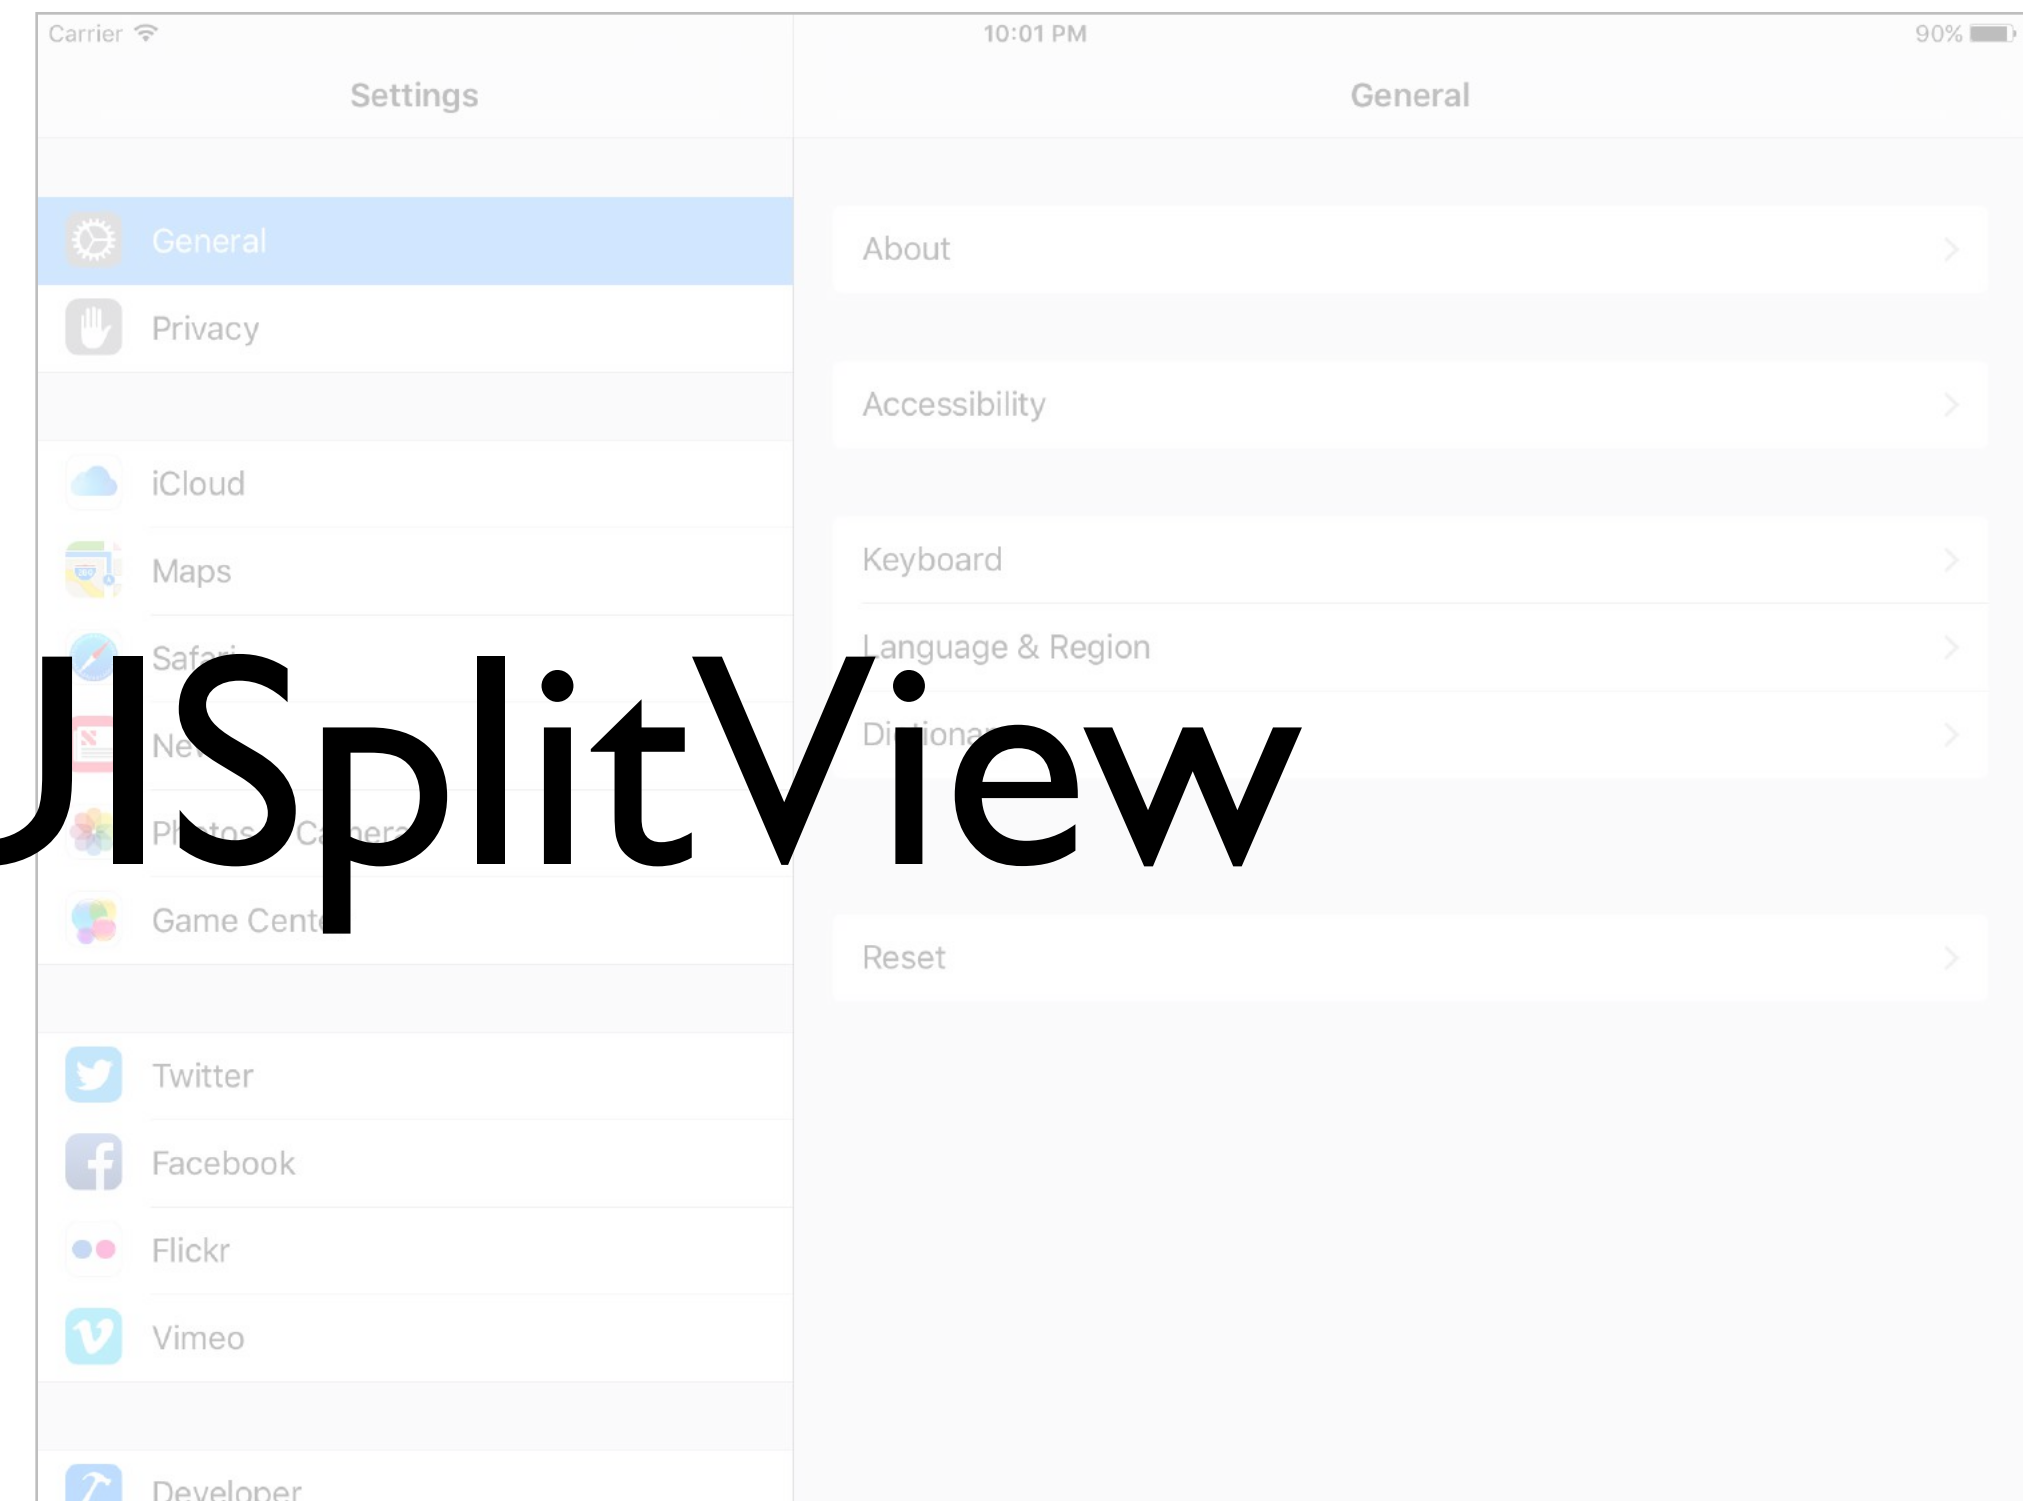 Carrier 10:01 PM 90%
Settings
General
General
Privacy
iCloud
Maps
Safari
Game
Twitter
Facebook
Flickr
Vimeo
Developer
About
Accessibility
Keyboard
Language & Region
Reset
UISplitView